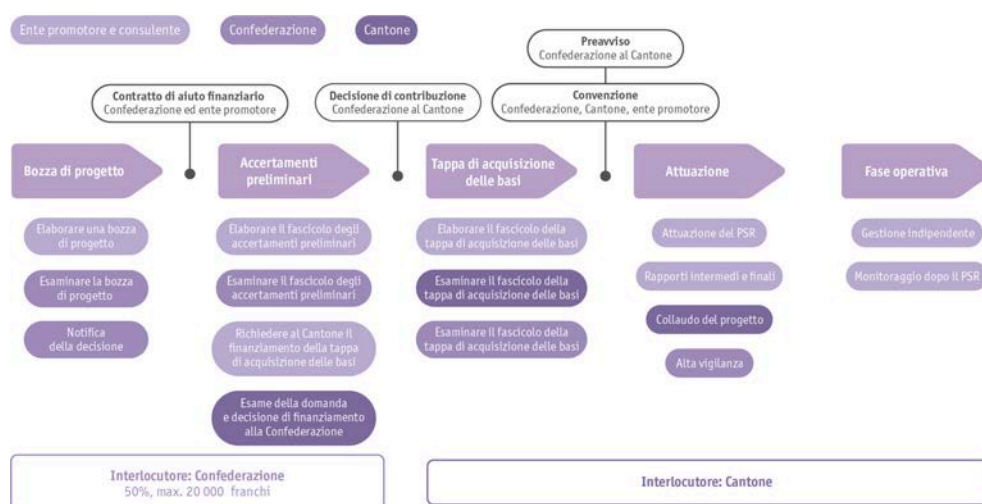 Ente promotore e consulente
Confederazione
Cantone
Preavviso
Confederazione al Cantone
Contratto di aiuto finanziario
Confederazione ed ente promotore
Decisione di contribuzione
Confederazione al Cantone
Convenzione
Confederazione, Cantone, ente promotore
Bozza di progetto
Accertamenti
preliminari
Tappa di acquisizione
delle basi
Attuazione
Fase operativa
Elaborare una bozza
di progetto
Esaminare la bozza
di progetto
Notifica
della decisione
Elaborare il fascicolo degli
accertamenti preliminari
Esaminare il fascicolo degli
accertamenti preliminari
Richiedere al Cantone il
finanziamento della tappa
di acquisizione delle basi
Esame della domanda
e decisione di finanziamento
alla Confederazione
Elaborare il fascicolo della
tappa di acquisizione delle basi
Esaminare il fascicolo della
tappa di acquisizione delle basi
Esaminare il fascicolo della
tappa di acquisizione delle basi
Attuazione del PSR
Rapporti intermedi e finali
Collaudo del progetto
Alta vigilanza
Gestione indipendente
Monitoraggio dopo il PSR
Interlocutore: Confederazione
50%, max. 20 000 franchi
Interlocutore: Cantone